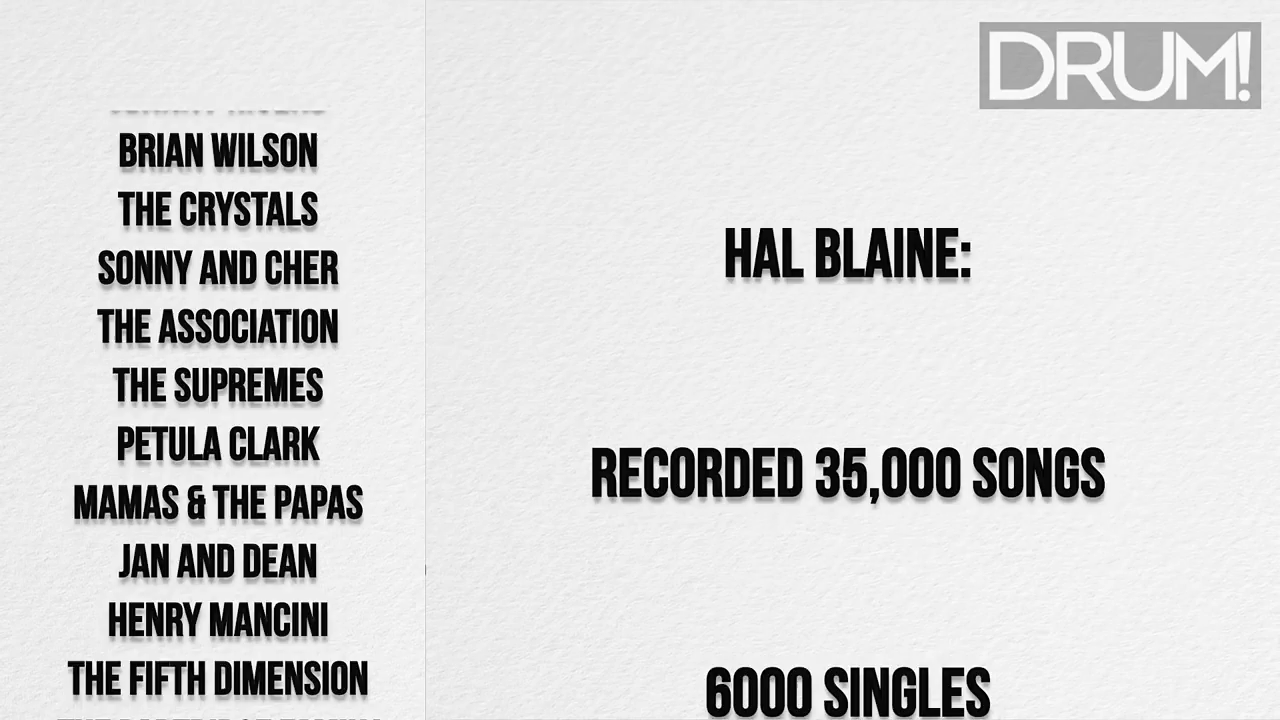 DRUM!
BRIAN WILSON
THE CRYSTALS
SONNY AND CHER
THE ASSOCIATION
THE SUPREMES
PETULA CLARK
MAMAS & THE PAPAS
JAN AND DEAN
HENRY MANCINI
THE FIFTH DIMENSION
HAL BLAINE:
RECORDED 35,000 SONGS
6000 SINGLES